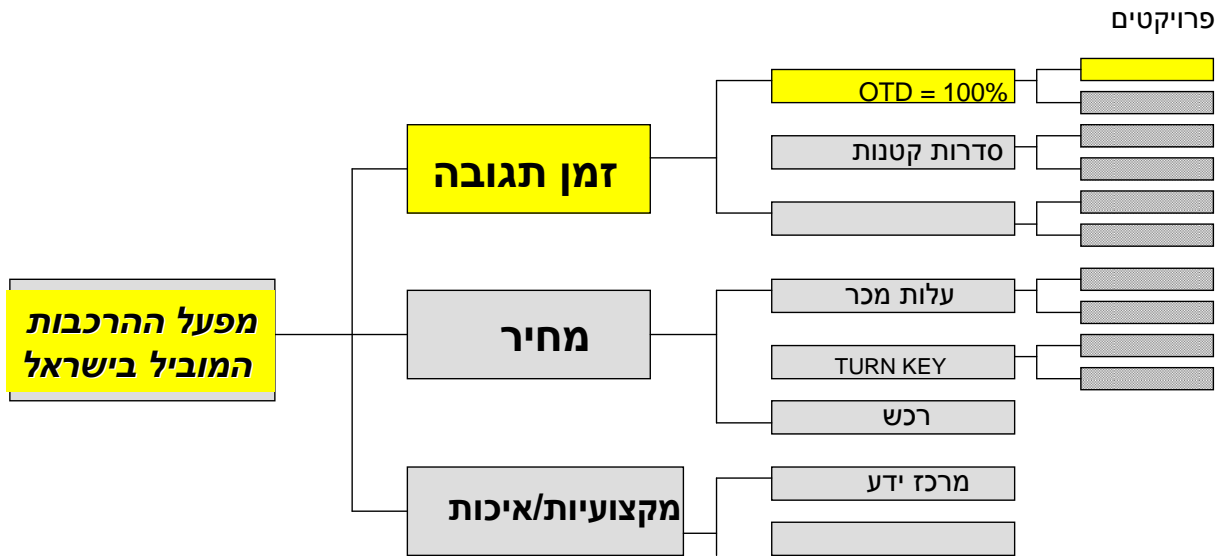 פרויקטים
OTD = 100%
סדרות קטנות
זמן תגובה
עלות מכר
מפעל ההרכבות
המוביל בישראל
מחיר
TURN KEY
רכש
מרכז ידע
מקצועיות/איכות